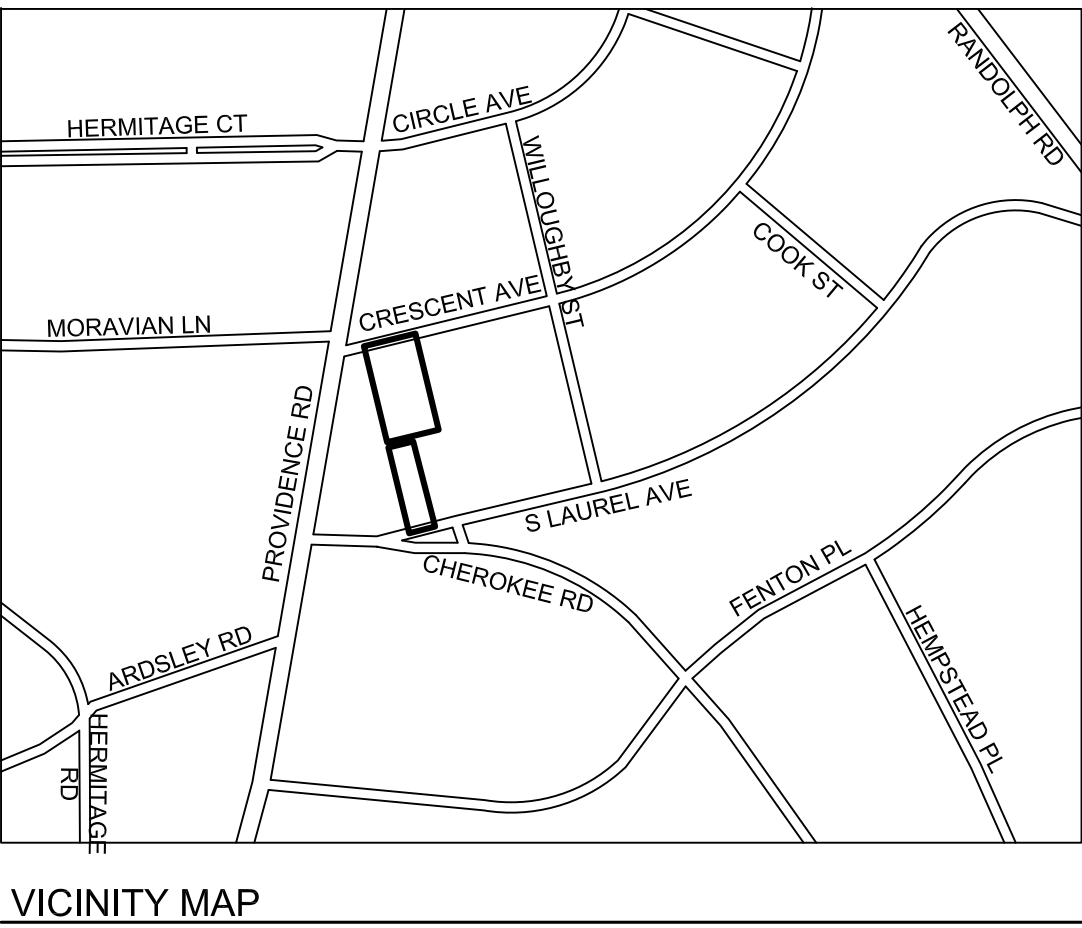 RANDOLPH RD
CIRCLE AVE
HERMITAGE CT
WILLOUGHBY ST
COOK ST
CRESCENT AVE
MORAVIAN LN
PROVIDENCE RD
S LAUREL AVE
CHEROKEE RD
FENTON PL
HEMPSTEAD PL
ARDSLEY RD
HERMITAGE
RD
VICINITY MAP